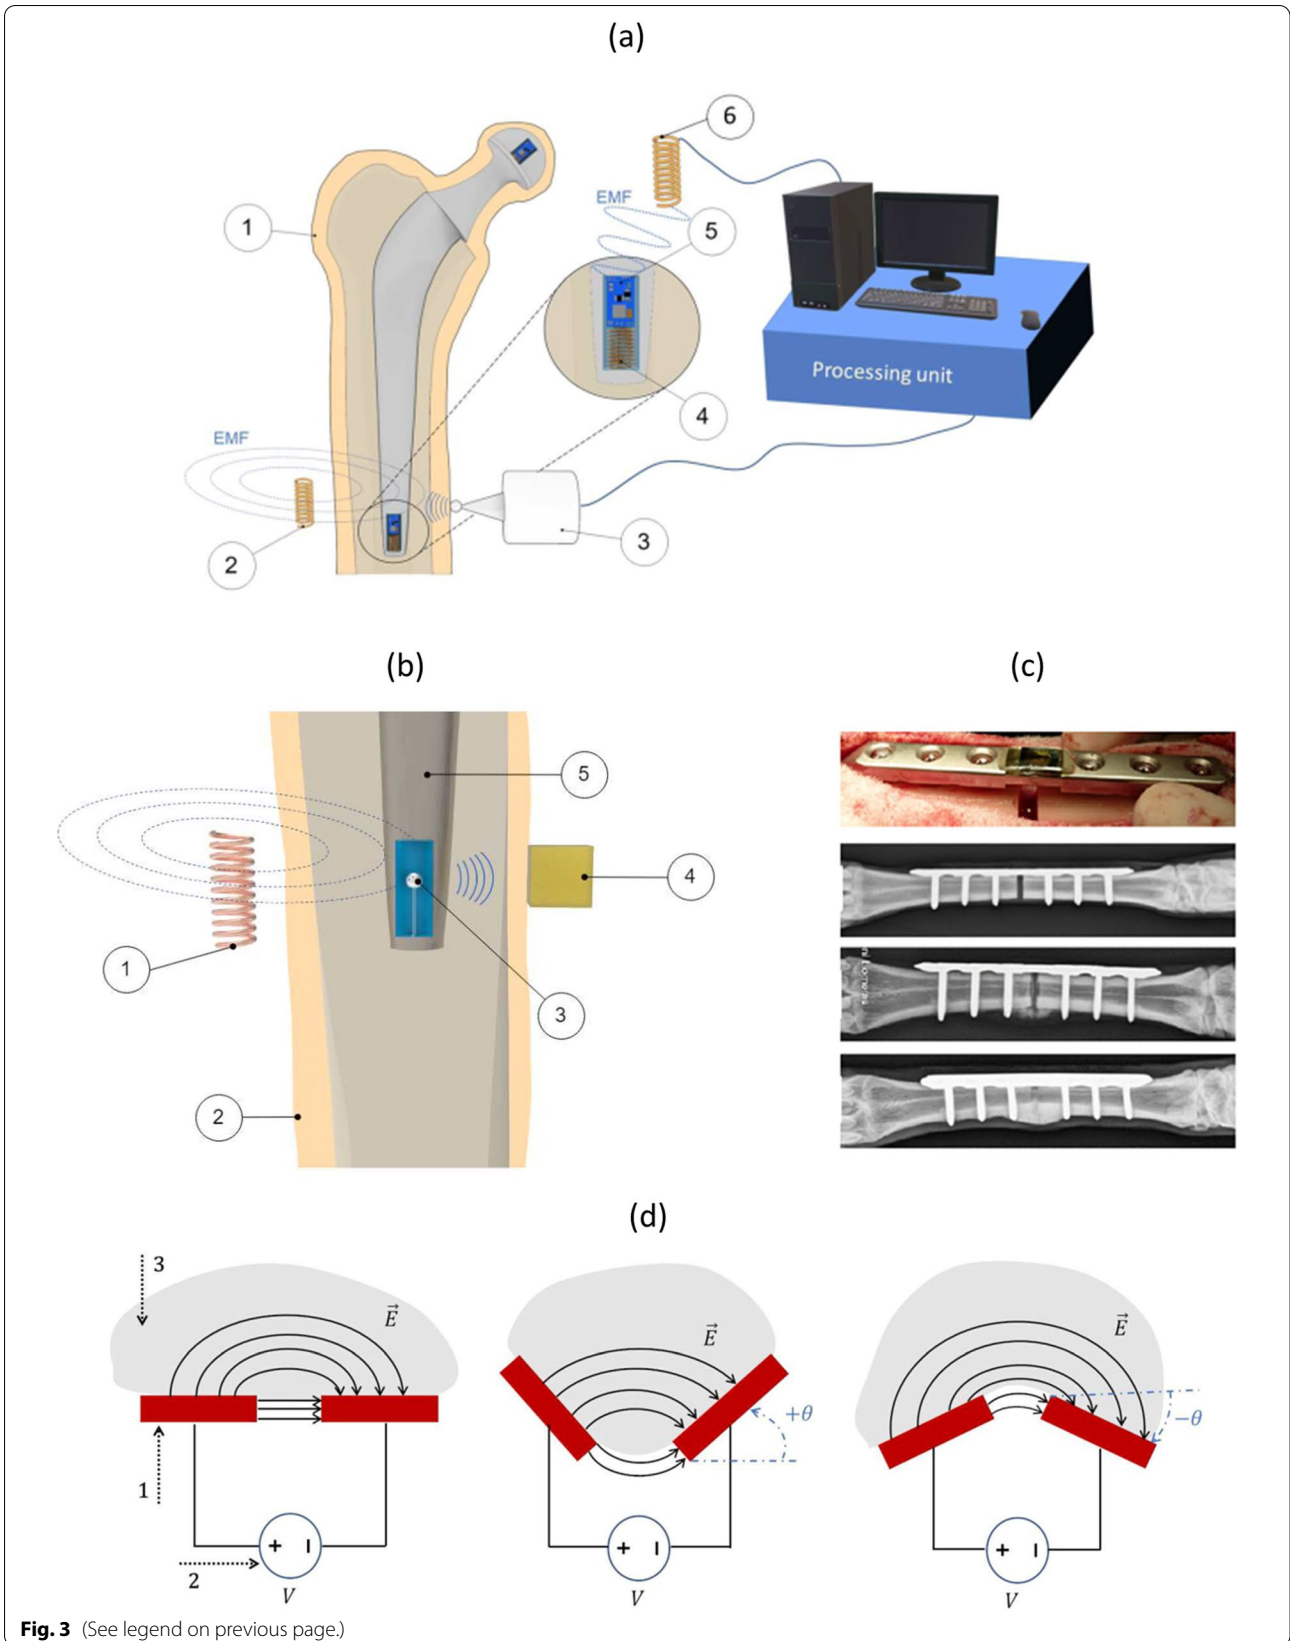 (a)
6
EMF
1
5
Processing unit
4
EMF
3
2
(b)
(c)
5
4
1
3
2
(d)
3
E
E
E
+θ
−θ
1
+ −
+ −
+ −
2
V
V
V
Fig. 3 (See legend on previous page.)